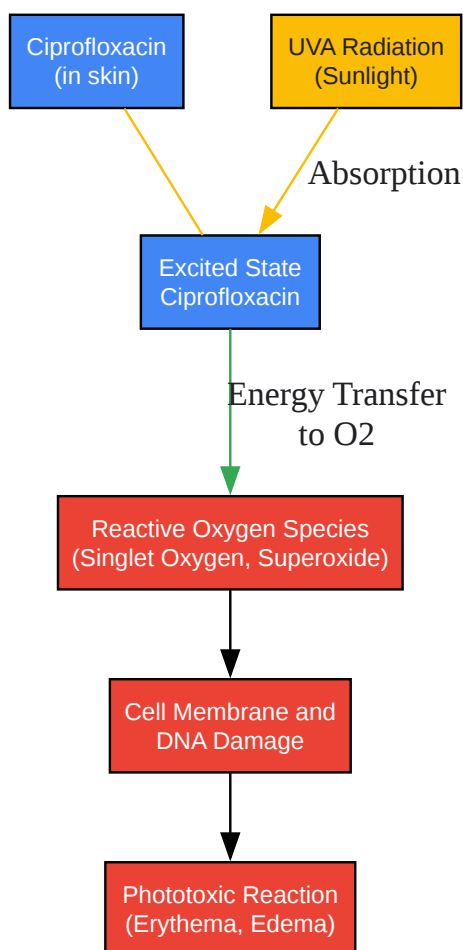 Ciprofloxacin
(in skin)
UVA Radiation
(Sunlight)
Absorption
Excited State
Ciprofloxacin
Energy Transfer
to O2
Reactive Oxygen Species
(Singlet Oxygen, Superoxide)
Cell Membrane and
DNA Damage
Phototoxic Reaction
(Erythema, Edema)